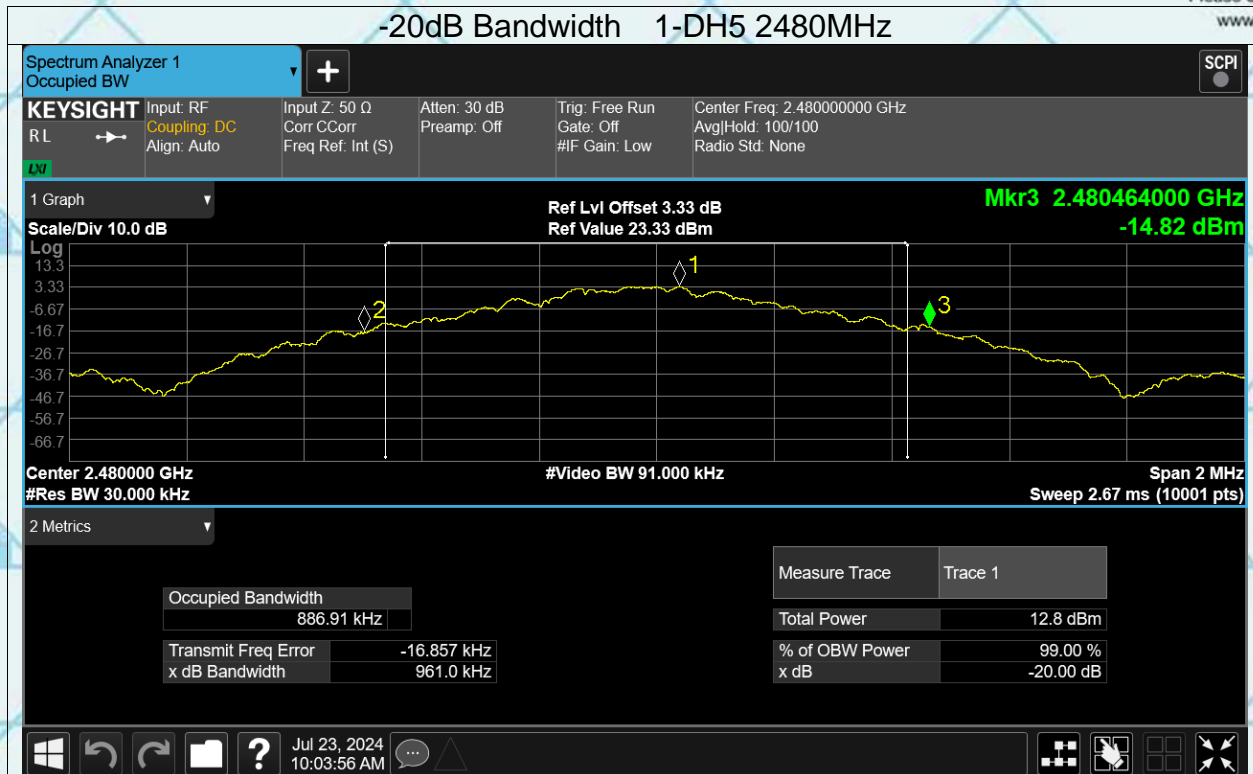 www
-20dB Bandwidth 1-DH5 2480MHz
Spectrum Analyzer 1
Occupied BW
+
SCPI
KEYSIGHT
R L
LXI
Input: RF
Coupling: DC
Align: Auto
Input Z: 50 Ω
Corr CCorr
Freq Ref: Int (S)
Atten: 30 dB
Preamp: Off
Trig: Free Run
Gate: Off
#IF Gain: Low
Center Freq: 2.480000000 GHz
Avg|Hold: 100/100
Radio Std: None
1 Graph
Scale/Div 10.0 dB
Ref Lvl Offset 3.33 dB
Ref Value 23.33 dBm
Mkr3 2.480464000 GHz
-14.82 dBm
Log
13.3
3.33
-6.67
-16.7
-26.7
-36.7
-46.7
-56.7
-66.7
1
2
3
Center 2.480000 GHz
#Res BW 30.000 kHz
#Video BW 91.000 kHz
Span 2 MHz
Sweep 2.67 ms (10001 pts)
2 Metrics
Occupied Bandwidth
886.91 kHz
Transmit Freq Error -16.857 kHz
x dB Bandwidth 961.0 kHz
Measure Trace Trace 1
Total Power 12.8 dBm
% of OBW Power 99.00 %
x dB -20.00 dB
?
Jul 23, 2024
10:03:56 AM